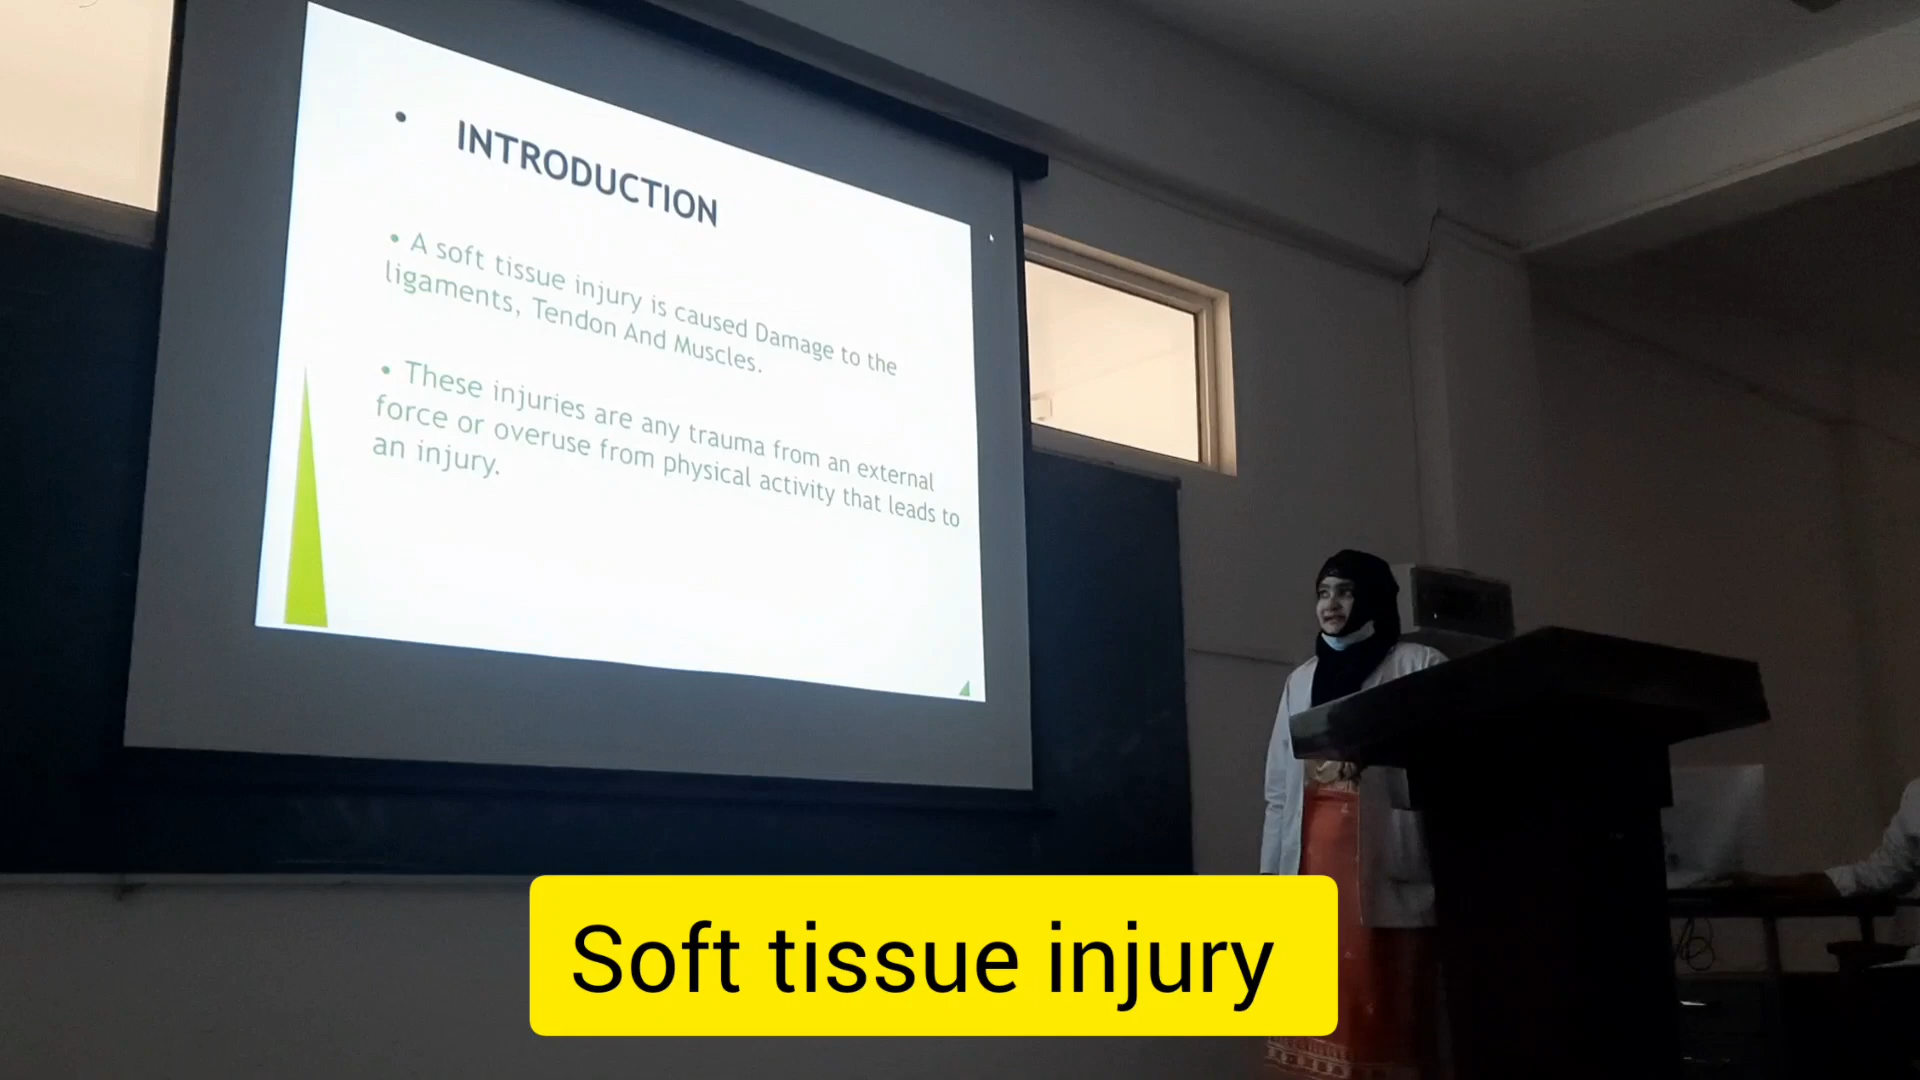 • INTRODUCTION
• A soft tissue injury is caused Damage to the
ligaments, Tendon And Muscles.
• These injuries are any trauma from an external
force or overuse from physical activity that leads to
an injury.
Soft tissue injury